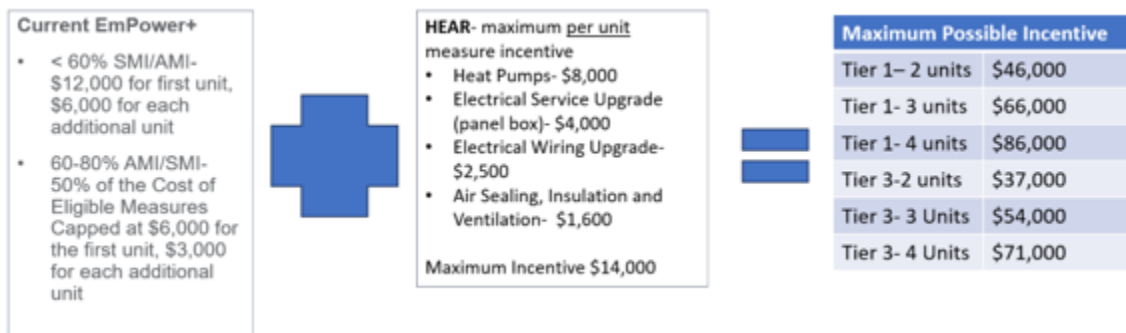 Current EmPower+
• < 60% SMI/AMI-
$12,000 for first unit,
$6,000 for each
additional unit
• 60-80% AMI/SMI-
50% of the Cost of
Eligible Measures
Capped at $6,000 for
the first unit, $3,000
for each additional
unit
HEAR- maximum per unit
measure incentive
• Heat Pumps- $8,000
• Electrical Service Upgrade
(panel box)- $4,000
• Electrical Wiring Upgrade-
$2,500
• Air Sealing, Insulation and
Ventilation- $1,600
Maximum Incentive $14,000
Maximum Possible Incentive
Tier 1– 2 units $46,000
Tier 1- 3 units $66,000
Tier 1- 4 units $86,000
Tier 3-2 units $37,000
Tier 3- 3 Units $54,000
Tier 3- 4 Units $71,000